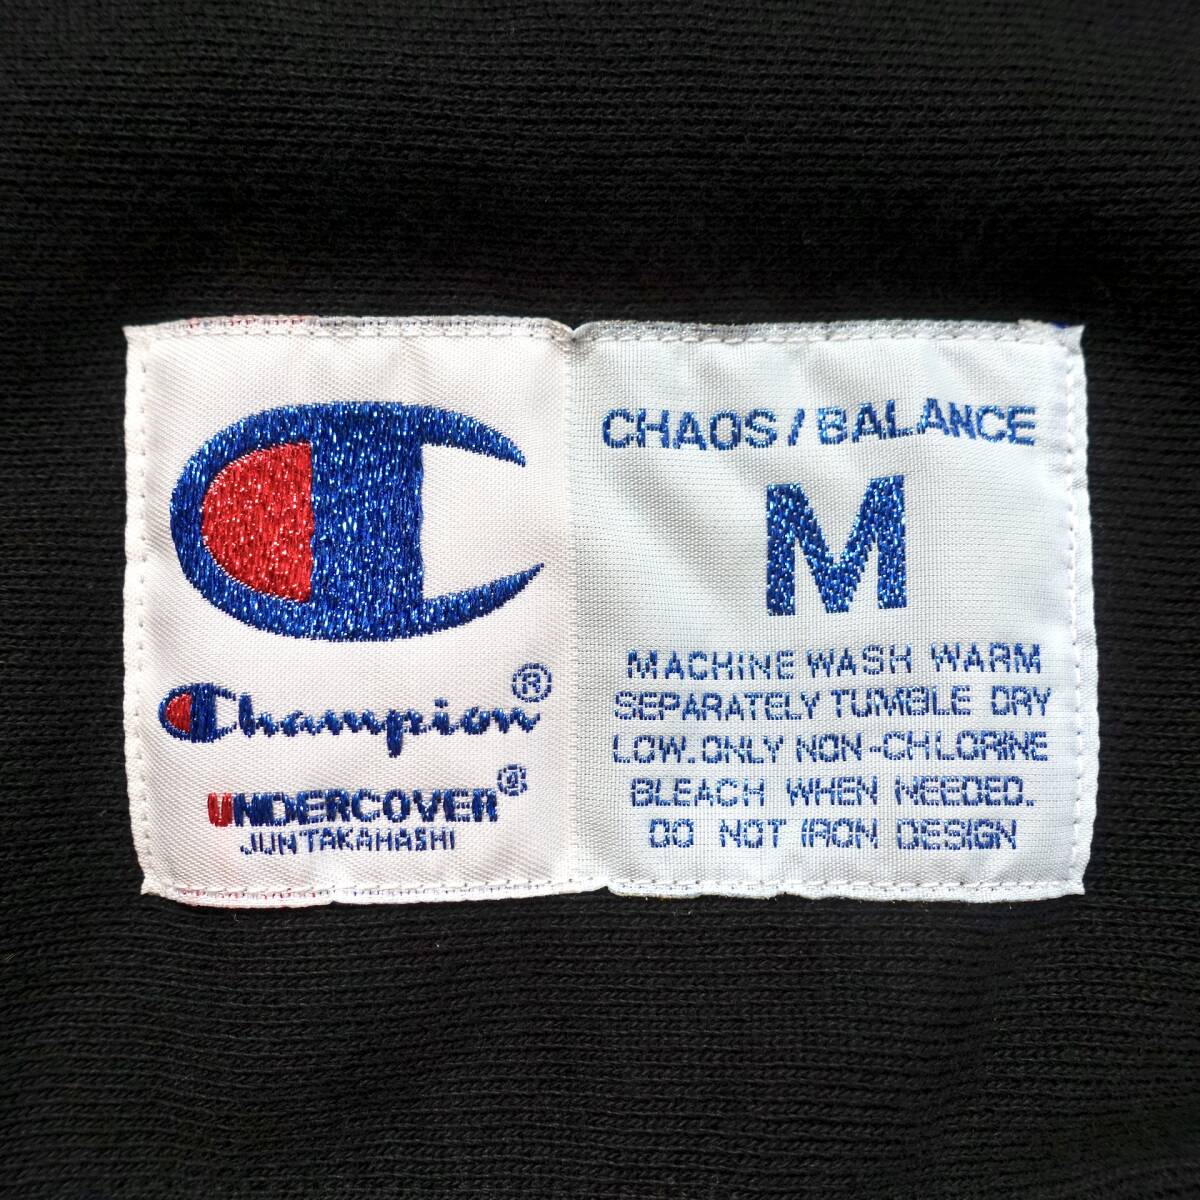 Champion®
UNDERCOVER®
JUNTAKAHASHI
CHAOS/BALANCE
M
MACHINE WASH WARM
SEPARATELY TUMBLE DRY
LOW.ONLY NON-CHLORINE
BLEACH WHEN NEEDED.
DO NOT IRON DESIGN